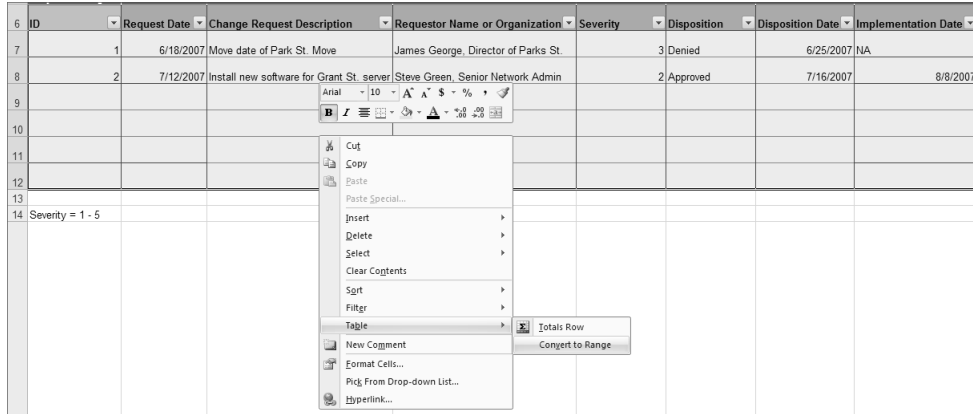 6 ID Request Date Change Request Description Requestor Name or Organization Severity Disposition Disposition Date Implementation Date
7 1 6/18/2007 Move date of Park St. Move James George, Director of Parks St. 3 Denied 6/25/2007 NA
8 2 7/12/2007 Install new software for Grant St. server Steve Green, Senior Network Admin 2 Approved 7/16/2007 8/8/2007
Arial 10 A A $ % ,
9
B I A .00 .00
10
11
12
13
14 Severity = 1 - 5
Cut
Copy
Paste
Paste Special...
Insert
Delete
Select
Clear Contents
Sort
Filter
Table
Σ Totals Row
New Comment
Convert to Range
Format Cells...
Pick From Drop-down List...
Hyperlink...